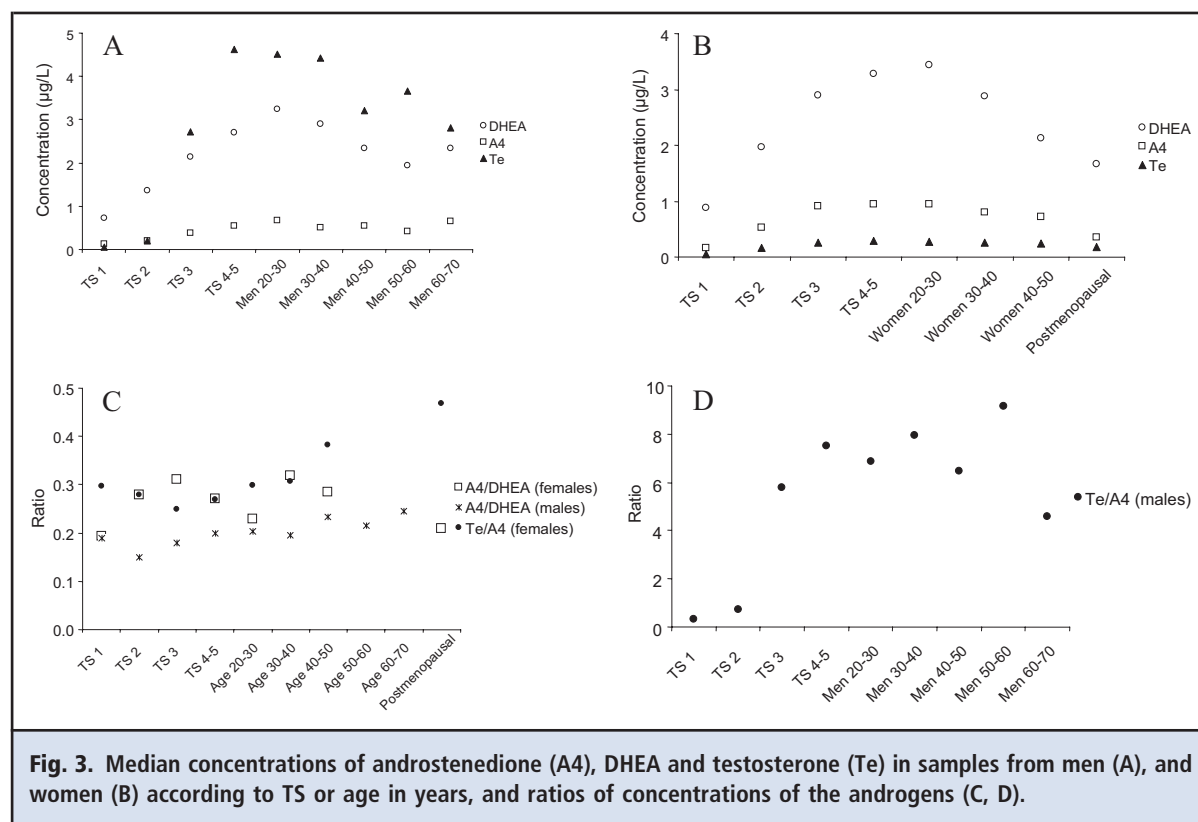 A
Concentration (µg/L)
5
4
3
2
1
0
TS 1
TS 2
TS 3
TS 4-5
Men 20-30
Men 30-40
Men 40-50
Men 50-60
Men 60-70
DHEA
A4
Te
B
Concentration (µg/L)
4
3
2
1
0
TS 1
TS 2
TS 3
TS 4-5
Women 20-30
Women 30-40
Women 40-50
Postmenopausal
DHEA
A4
Te
C
Ratio
0.5
0.4
0.3
0.2
0.1
0.0
TS 1
TS 2
TS 3
TS 4-5
Age 20-30
Age 30-40
Age 40-50
Age 50-60
Age 60-70
Postmenopausal
A4/DHEA (females)
A4/DHEA (males)
Te/A4 (females)
D
Ratio
10
8
6
4
2
0
TS 1
TS 2
TS 3
TS 4-5
Men 20-30
Men 30-40
Men 40-50
Men 50-60
Men 60-70
Te/A4 (males)
Fig. 3. Median concentrations of androstenedione (A4), DHEA and testosterone (Te) in samples from men (A), and
women (B) according to TS or age in years, and ratios of concentrations of the androgens (C, D).